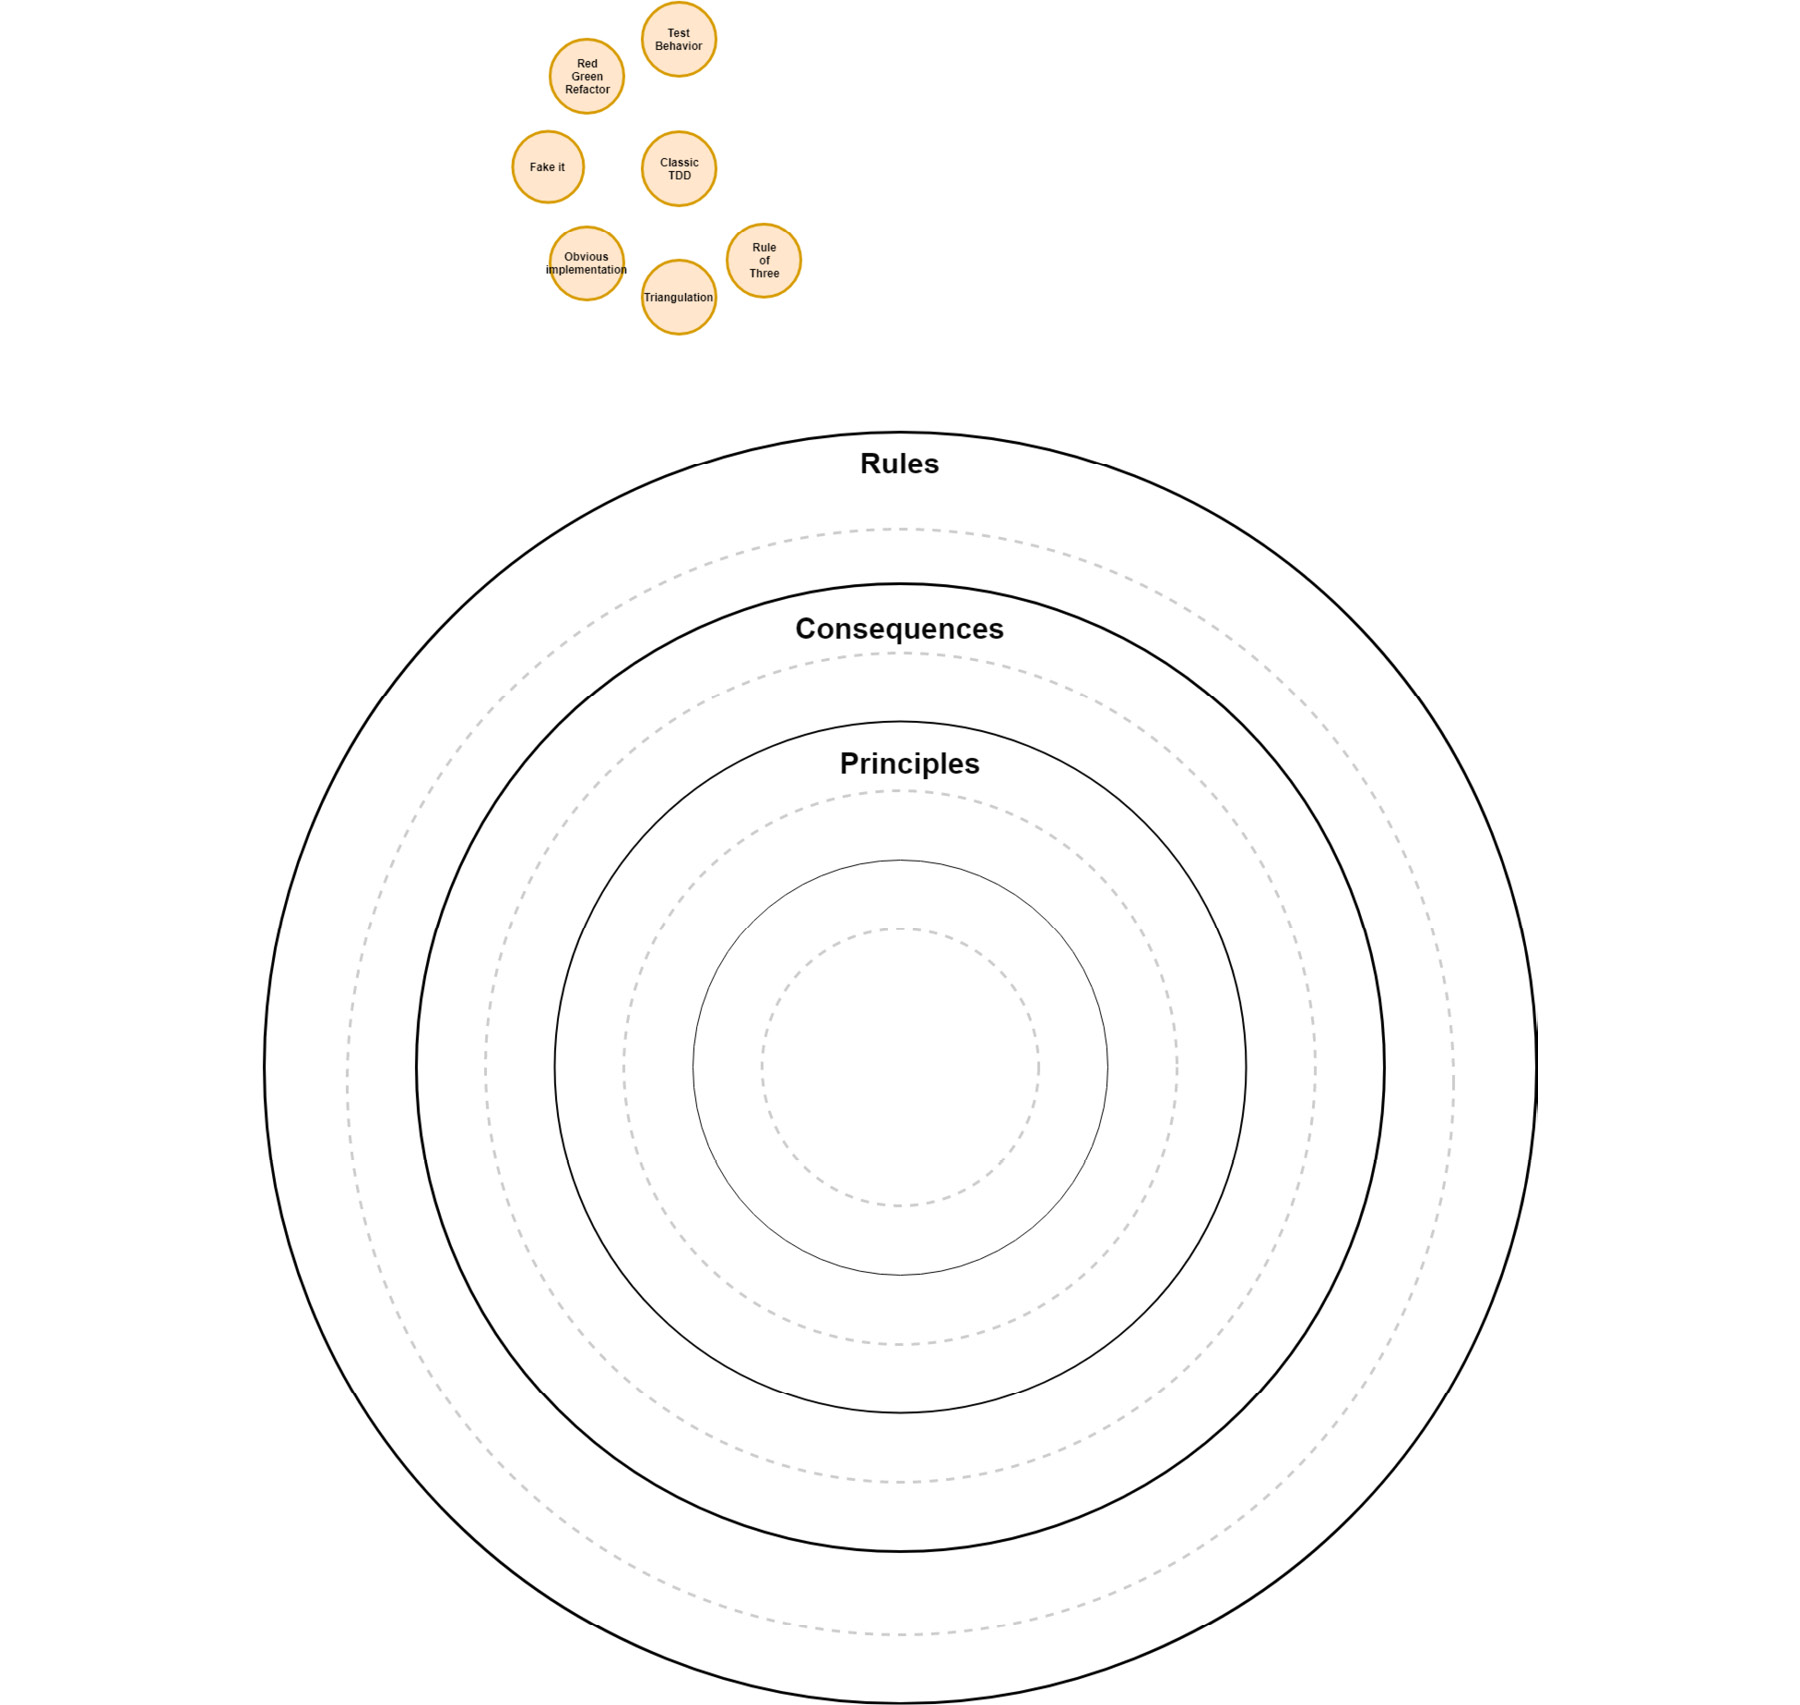 Test
Behavior
Red
Green
Refactor
Fake it
Classic
TDD
Obvious
implementation
Rule
of
Three
Triangulation
Rules
Consequences
Principles